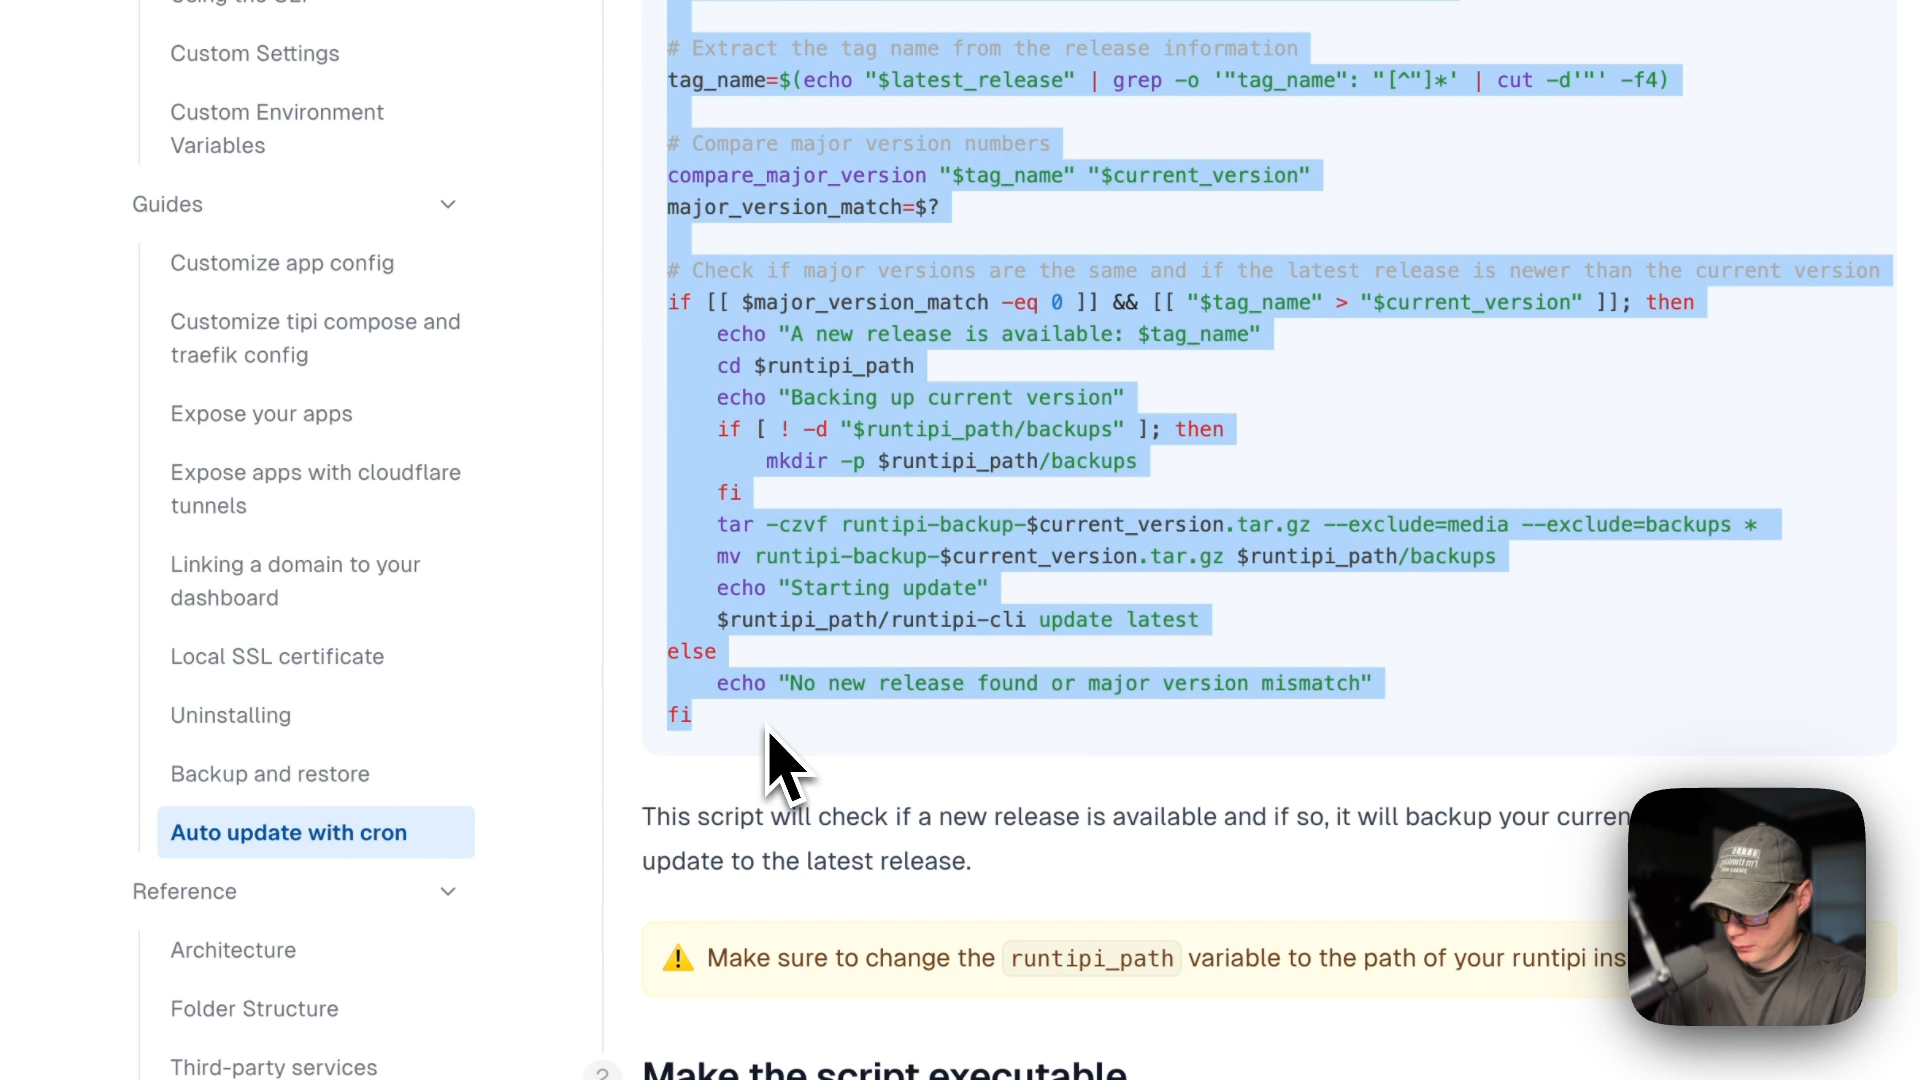 Custom Settings
Custom Environment
Variables
Guides
Customize app config
Customize tipi compose and
traefik config
Expose your apps
Expose apps with cloudflare
tunnels
Linking a domain to your
dashboard
Local SSL certificate
Uninstalling
Backup and restore
Auto update with cron
Reference
Architecture
Folder Structure
Third-party services
# Extract the tag name from the release information
tag_name=$(echo "$latest_release" | grep -o '"tag_name": "[^"]*' | cut -d'"' -f4)
# Compare major version numbers
compare_major_version "$tag_name" "$current_version"
major_version_match=$?
# Check if major versions are the same and if the latest release is newer than the current version
if [[ $major_version_match -eq 0 ]] && [[ "$tag_name" > "$current_version" ]]; then
    echo "A new release is available: $tag_name"
    cd $runtipi_path
    echo "Backing up current version"
    if [ ! -d "$runtipi_path/backups" ]; then
        mkdir -p $runtipi_path/backups
    fi
    tar -czvf runtipi-backup-$current_version.tar.gz --exclude=media --exclude=backups *
    mv runtipi-backup-$current_version.tar.gz $runtipi_path/backups
    echo "Starting update"
    $runtipi_path/runtipi-cli update latest
else
    echo "No new release found or major version mismatch"
fi
This script will check if a new release is available and if so, it will backup your curren
update to the latest release.
Make sure to change the runtipi_path variable to the path of your runtipi ins
2
Make the script executable